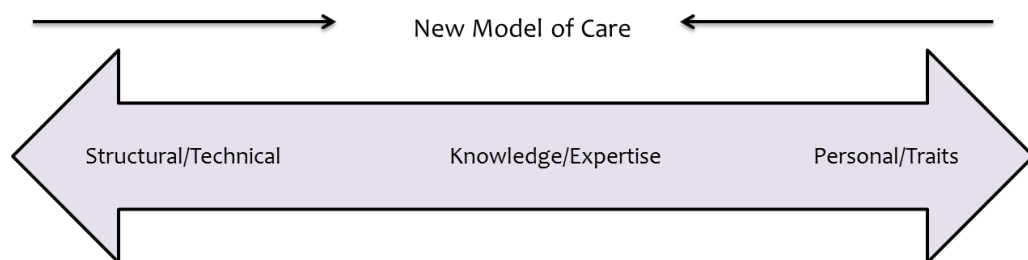 New Model of Care
Structural/Technical Knowledge/Expertise Personal/Traits